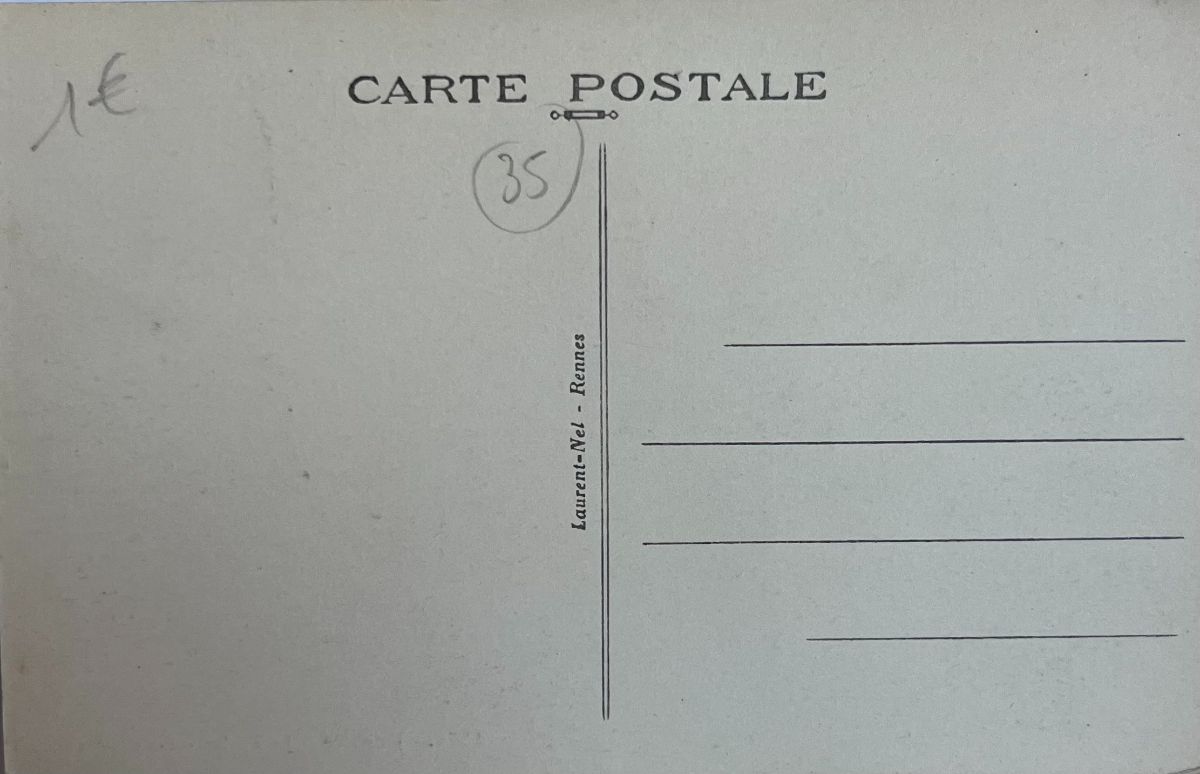 1€
CARTE POSTALE
35
Laurent-Nel - Rennes